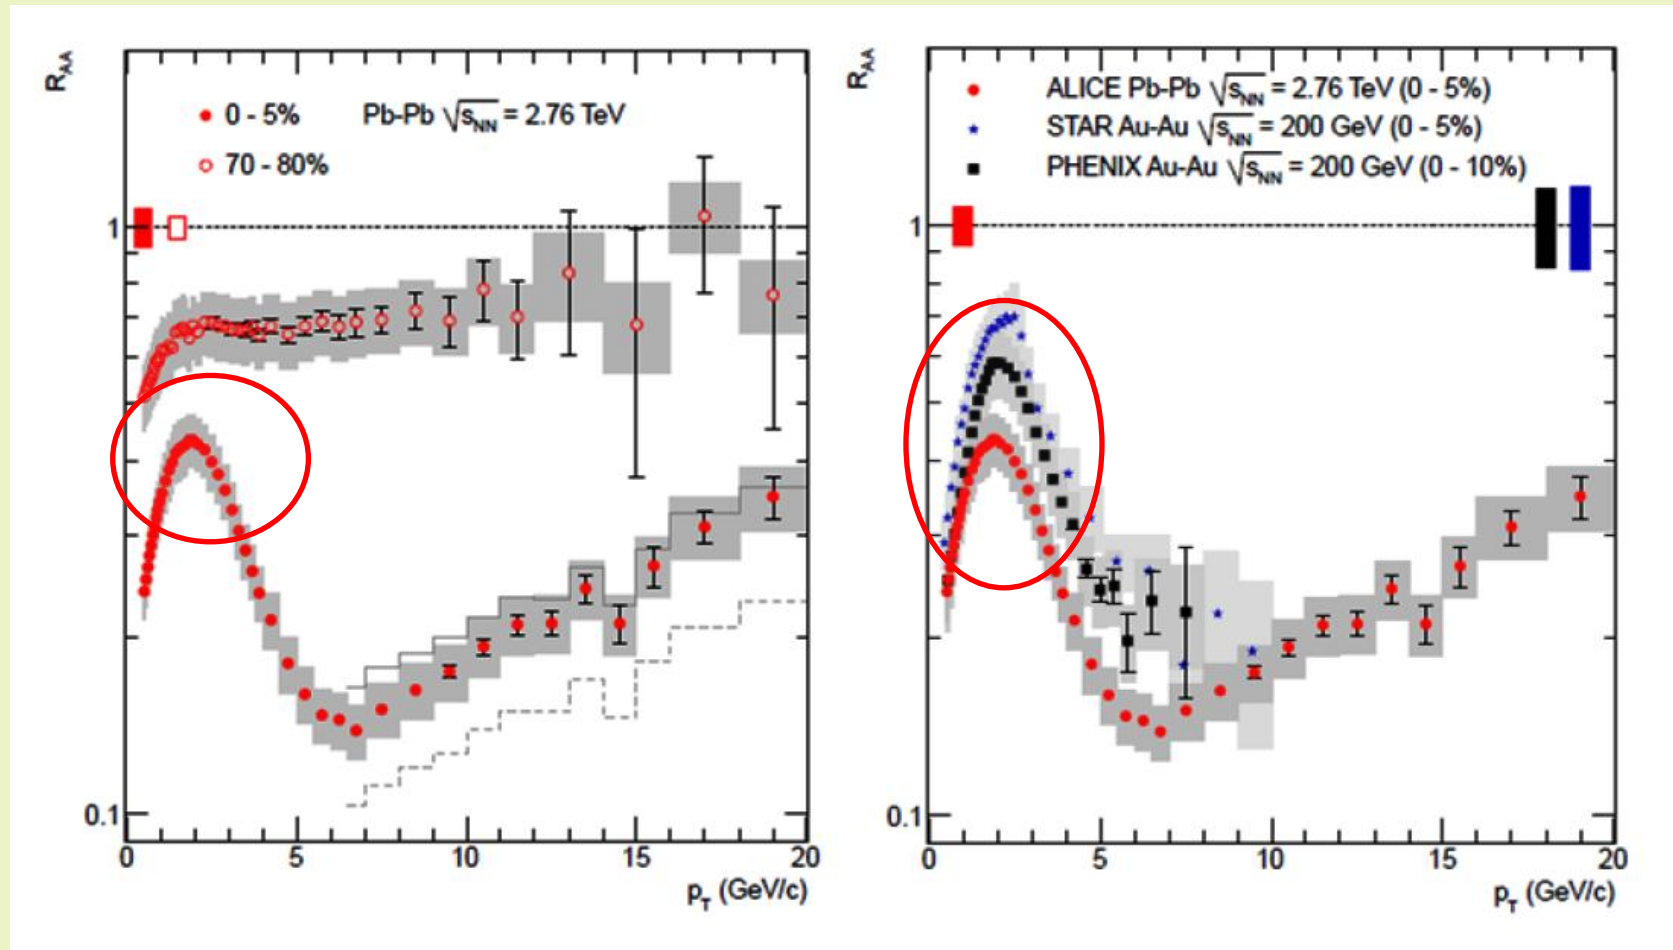 R_AA
0 - 5% Pb-Pb √s_NN = 2.76 TeV
70 - 80%
1
0.1
0 5 10 15 20
p_T (GeV/c)
R_AA
ALICE Pb-Pb √s_NN = 2.76 TeV (0 - 5%)
STAR Au-Au √s_NN = 200 GeV (0 - 5%)
PHENIX Au-Au √s_NN = 200 GeV (0 - 10%)
1
0.1
0 5 10 15 20
p_T (GeV/c)